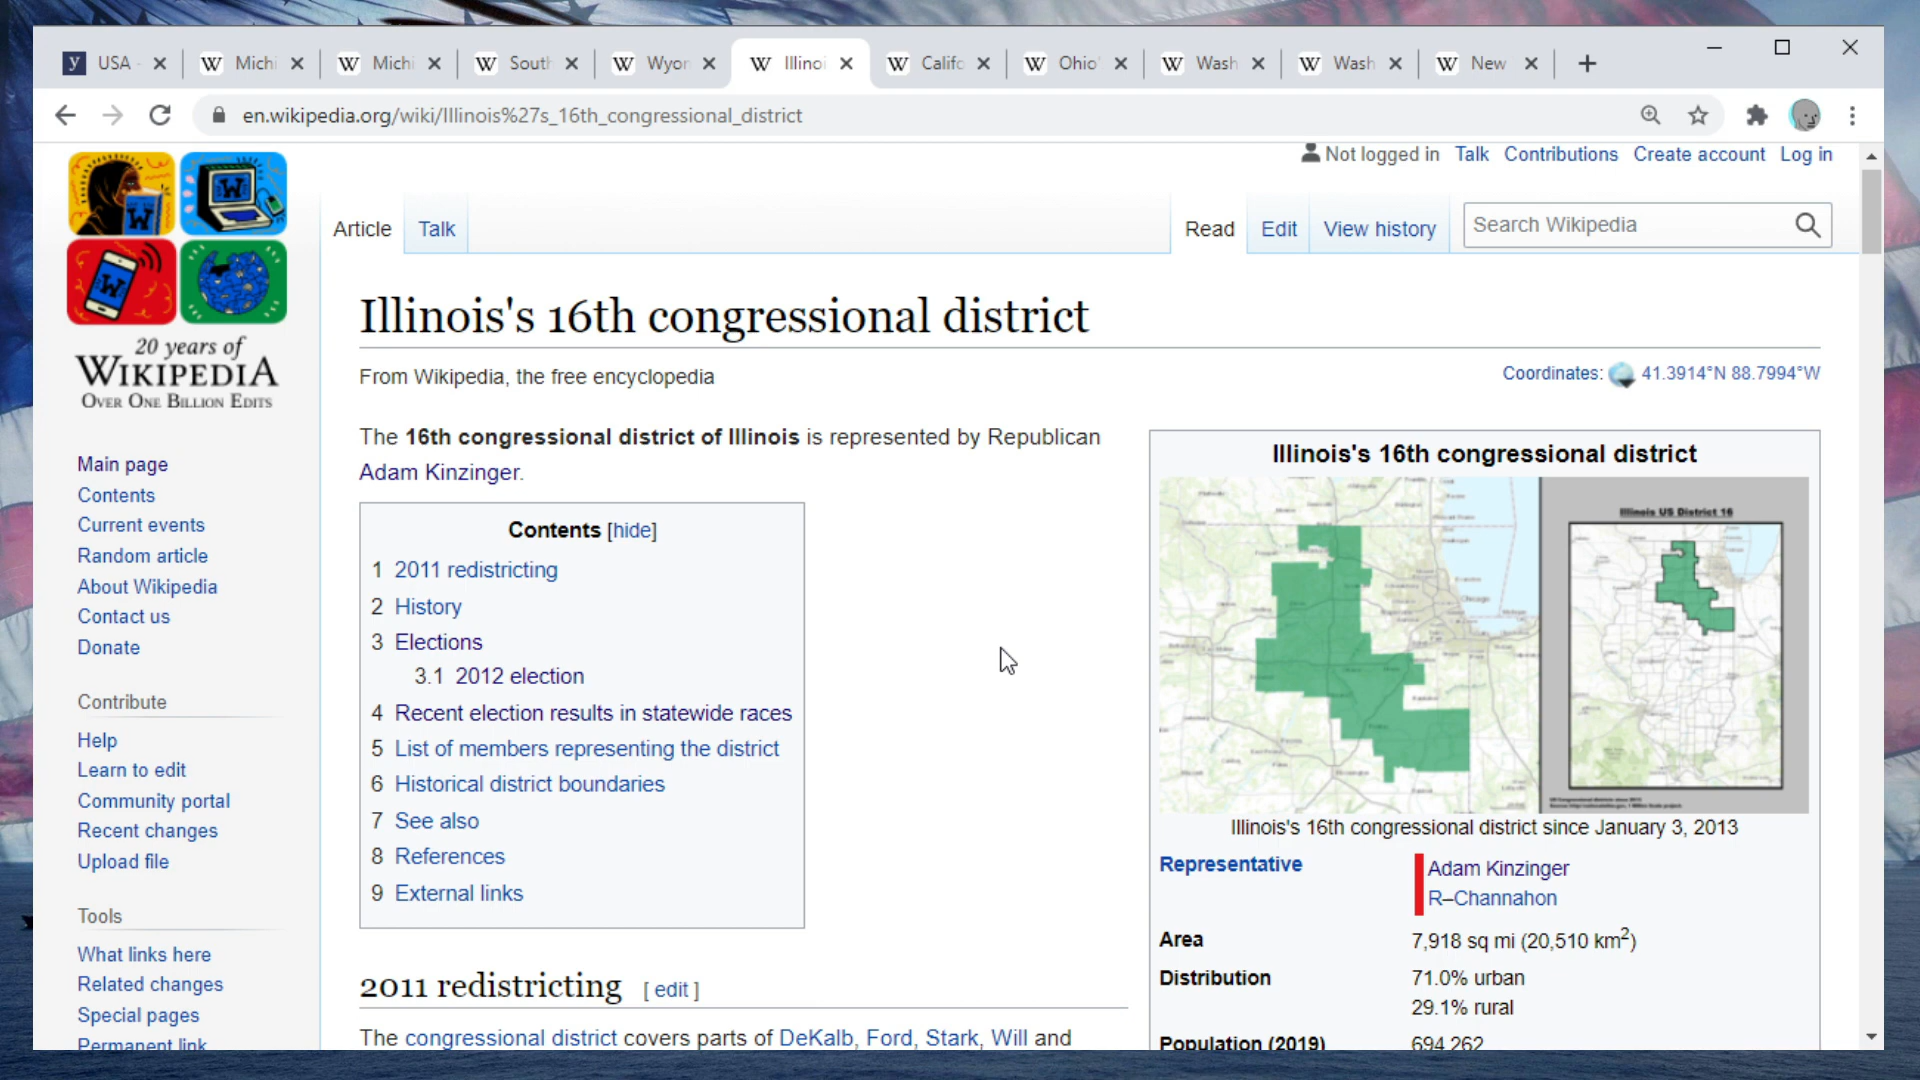 y USA
W Michi
W Michi
W South
W Wyor
W Illinoi
W Califo
W Ohio'
W Wash
W Wash
W New
en.wikipedia.org/wiki/Illinois%27s_16th_congressional_district
Not logged in Talk Contributions Create account Log in
Article Talk
Read Edit View history Search Wikipedia
20 years of
WIKIPEDIA
OVER ONE BILLION EDITS
Main page
Contents
Current events
Random article
About Wikipedia
Contact us
Donate
Contribute
Help
Learn to edit
Community portal
Recent changes
Upload file
Tools
What links here
Related changes
Special pages
Permanent link
Illinois's 16th congressional district
From Wikipedia, the free encyclopedia
Coordinates: 41.3914°N 88.7994°W
The 16th congressional district of Illinois is represented by Republican
Adam Kinzinger.
Contents [hide]
1 2011 redistricting
2 History
3 Elections
3.1 2012 election
4 Recent election results in statewide races
5 List of members representing the district
6 Historical district boundaries
7 See also
8 References
9 External links
2011 redistricting [ edit ]
The congressional district covers parts of DeKalb, Ford, Stark, Will and
Illinois's 16th congressional district
Illinois US District 16
Chicago
Illinois's 16th congressional district since January 3, 2013
Representative Adam Kinzinger
R–Channahon
Area 7,918 sq mi (20,510 km²)
Distribution 71.0% urban
29.1% rural
Population (2019) 694,262